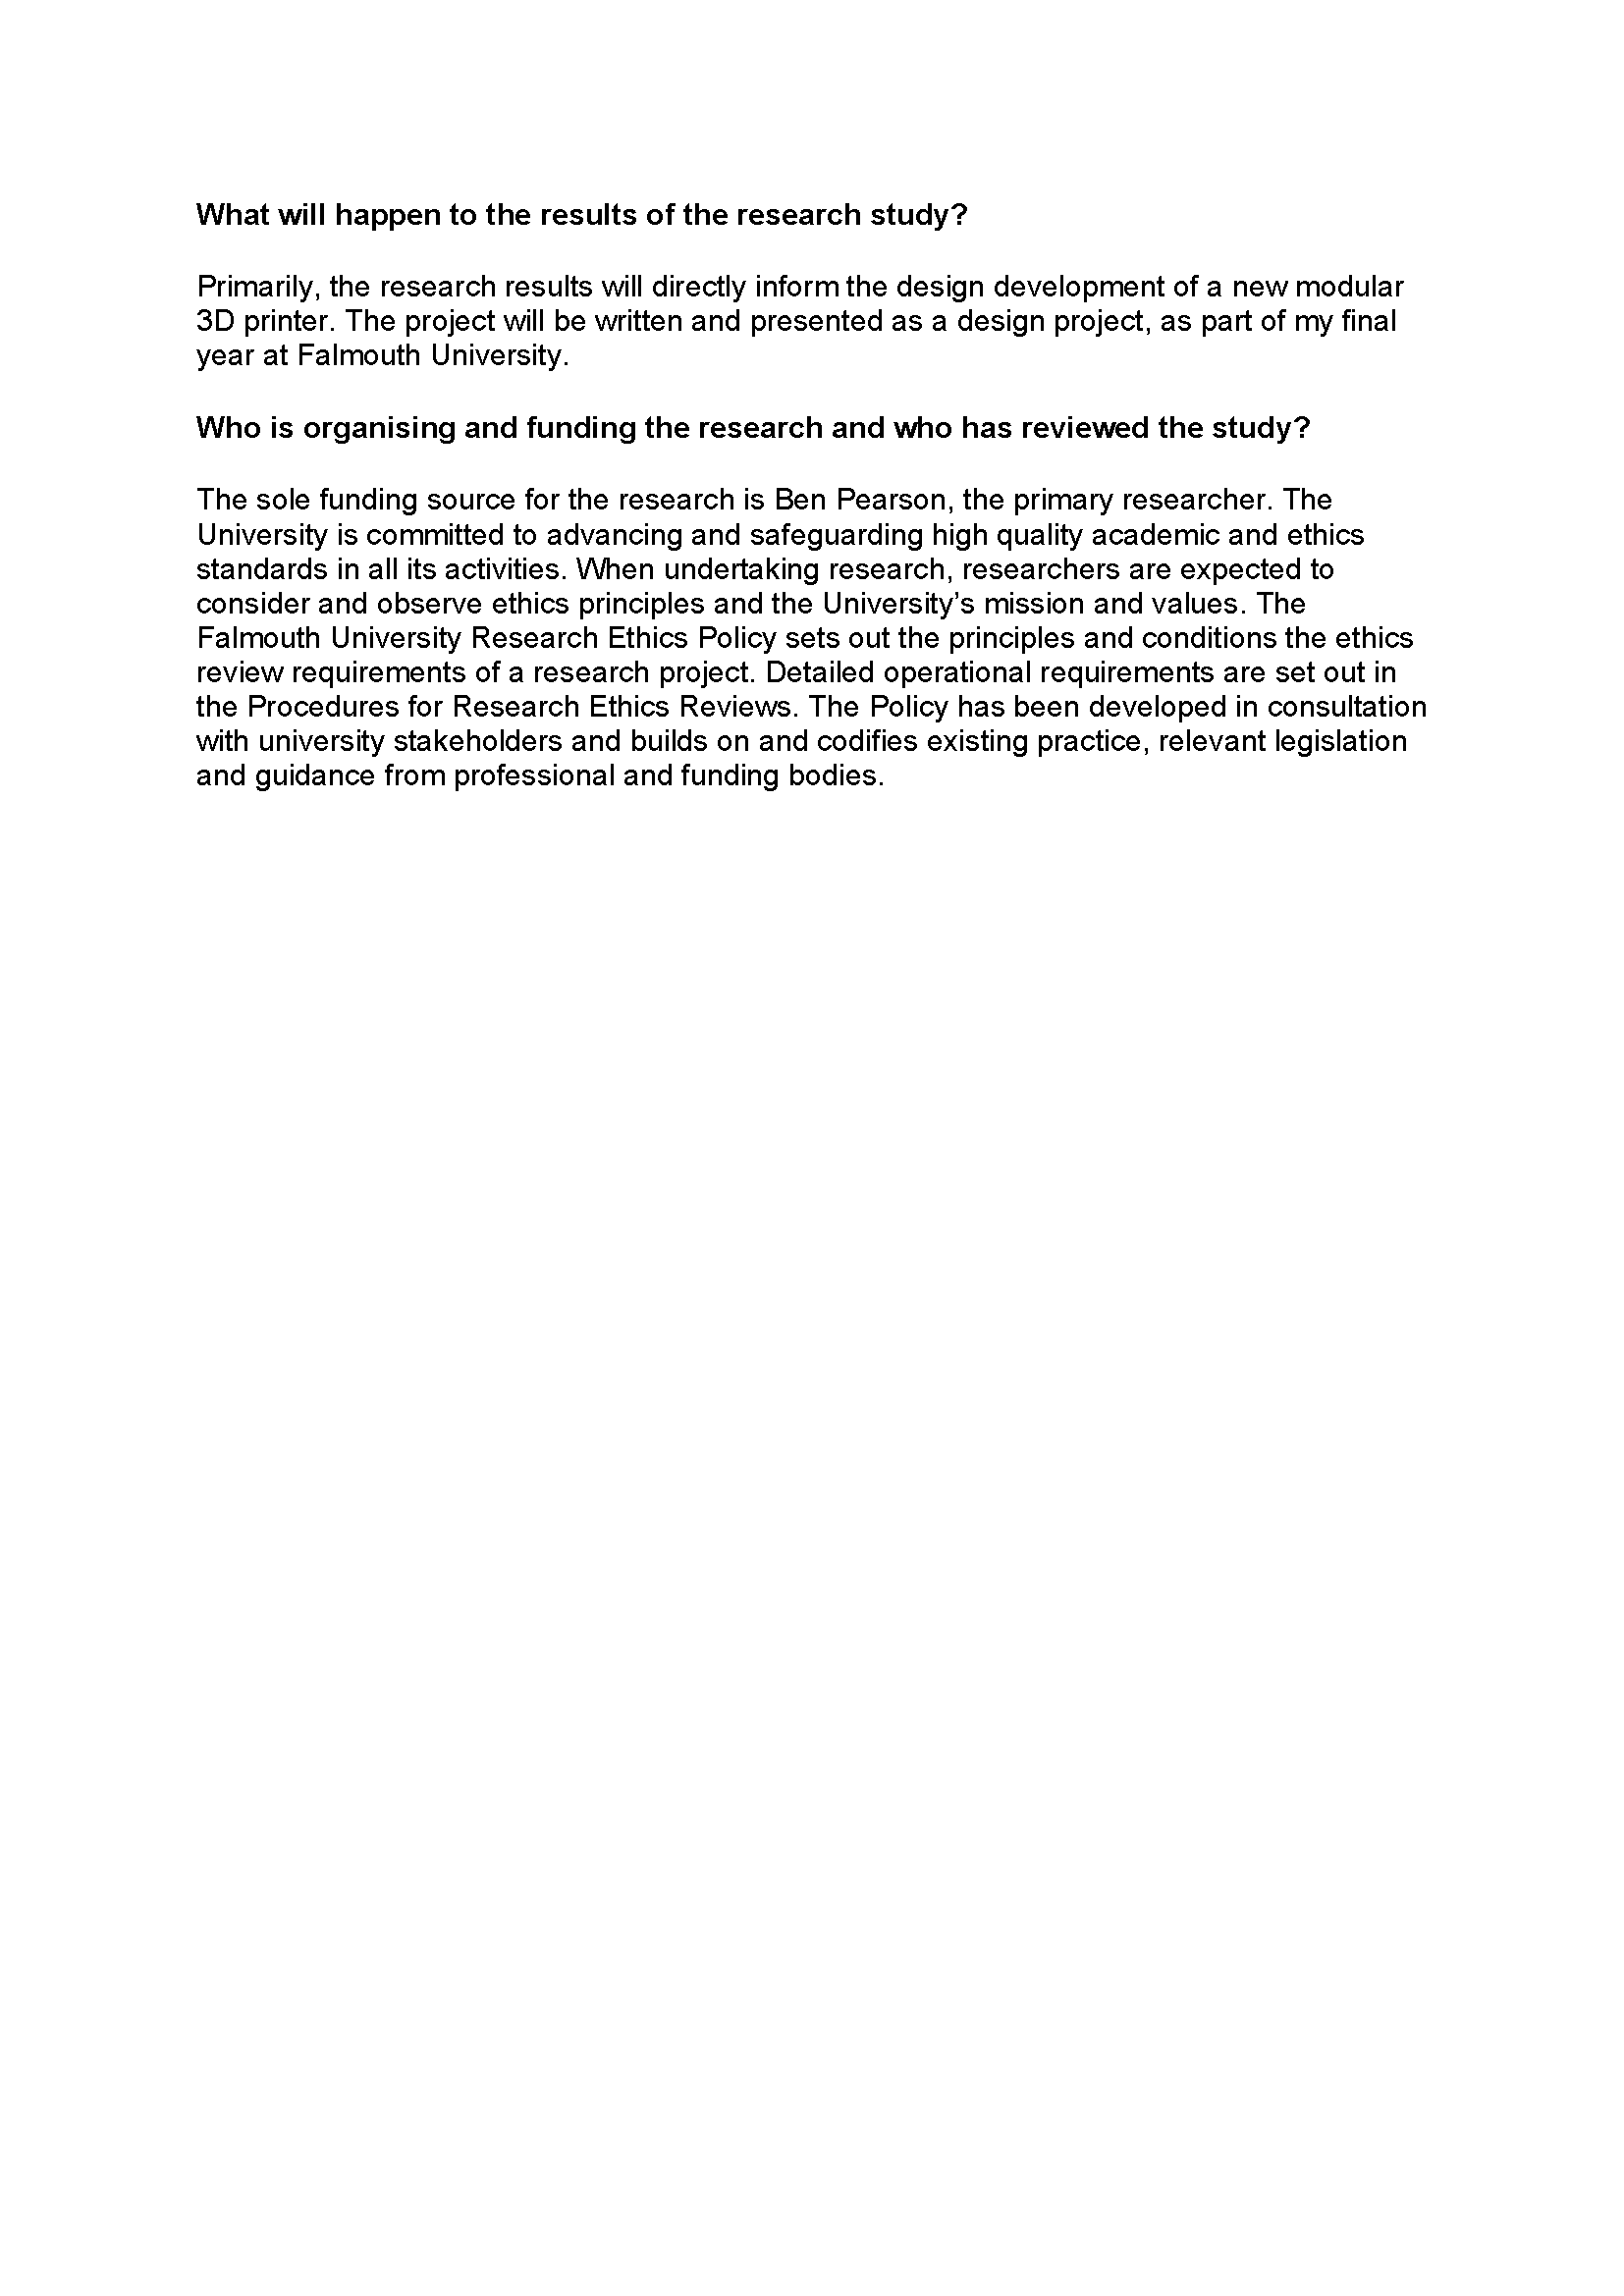 What will happen to the results of the research study?
Primarily, the research results will directly inform the design development of a new modular
3D printer. The project will be written and presented as a design project, as part of my final
year at Falmouth University.
Who is organising and funding the research and who has reviewed the study?
The sole funding source for the research is Ben Pearson, the primary researcher. The
University is committed to advancing and safeguarding high quality academic and ethics
standards in all its activities. When undertaking research, researchers are expected to
consider and observe ethics principles and the University’s mission and values. The
Falmouth University Research Ethics Policy sets out the principles and conditions the ethics
review requirements of a research project. Detailed operational requirements are set out in
the Procedures for Research Ethics Reviews. The Policy has been developed in consultation
with university stakeholders and builds on and codifies existing practice, relevant legislation
and guidance from professional and funding bodies.